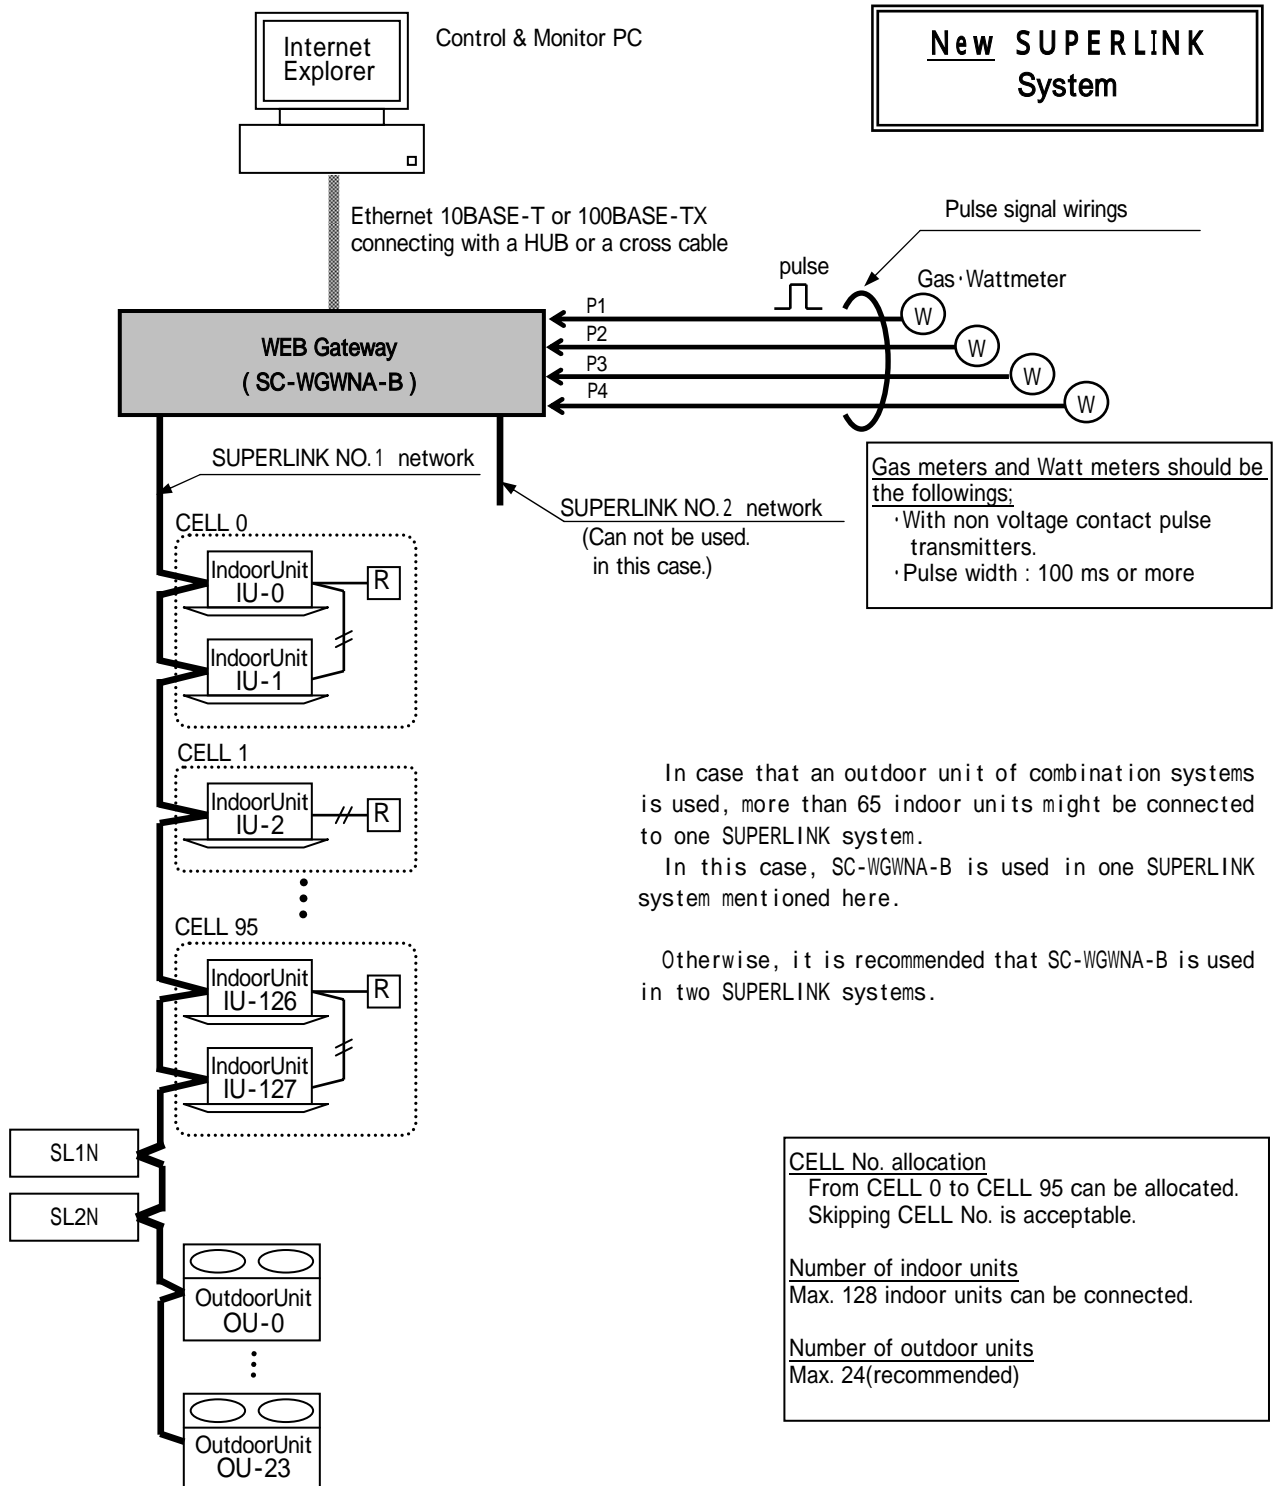 Internet
Explorer
Control & Monitor PC
New SUPERLINK
System
Ethernet 10BASE-T or 100BASE-TX
connecting with a HUB or a cross cable
Pulse signal wirings
pulse
Gas・Wattmeter
P1
W
P2
W
P3
W
P4
W
WEB Gateway
( SC-WGWNA-B )
SUPERLINK NO.1 network
SUPERLINK NO.2 network
(Can not be used.
in this case.)
Gas meters and Watt meters should be
the followings;
・With non voltage contact pulse
transmitters.
・Pulse width : 100 ms or more
CELL 0
IndoorUnit
IU-0
R
IndoorUnit
IU-1
CELL 1
IndoorUnit
IU-2
R
CELL 95
IndoorUnit
IU-126
R
IndoorUnit
IU-127
In case that an outdoor unit of combination systems
is used, more than 65 indoor units might be connected
to one SUPERLINK system.
In this case, SC-WGWNA-B is used in one SUPERLINK
system mentioned here.
Otherwise, it is recommended that SC-WGWNA-B is used
in two SUPERLINK systems.
SL1N
SL2N
OutdoorUnit
OU-0
OutdoorUnit
OU-23
CELL No. allocation
From CELL 0 to CELL 95 can be allocated.
Skipping CELL No. is acceptable.
Number of indoor units
Max. 128 indoor units can be connected.
Number of outdoor units
Max. 24(recommended)